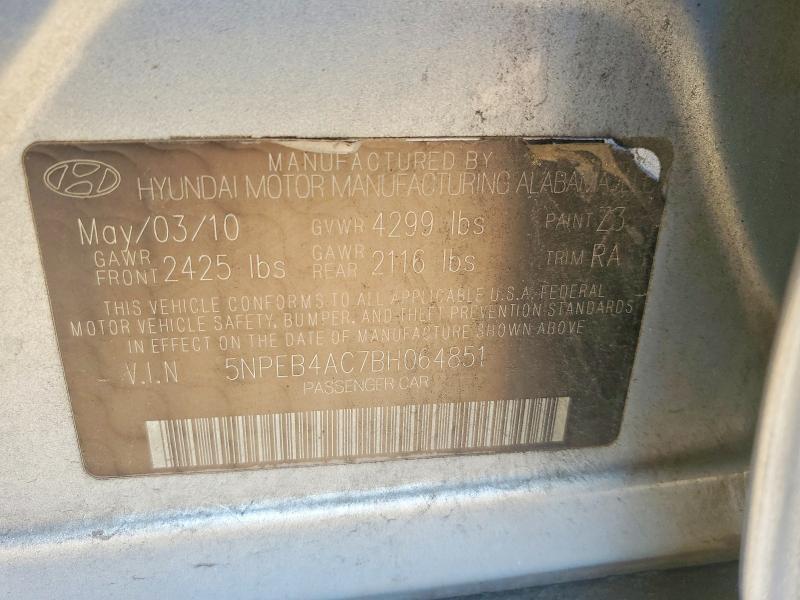 MANUFACTURED BY
HYUNDAI MOTOR MANUFACTURING ALABAMA
May/03/10 GVWR 4299 lbs PAINT Z3
GAWR FRONT 2425 lbs GAWR REAR 2116 lbs TRIM RA
THIS VEHICLE CONFORMS TO ALL APPLICABLE U.S.A. FEDERAL
MOTOR VEHICLE SAFETY, BUMPER, AND THEFT PREVENTION STANDARDS
IN EFFECT ON THE DATE OF MANUFACTURE SHOWN ABOVE
V.I.N 5NPEB4AC7BH064851
PASSENGER CAR